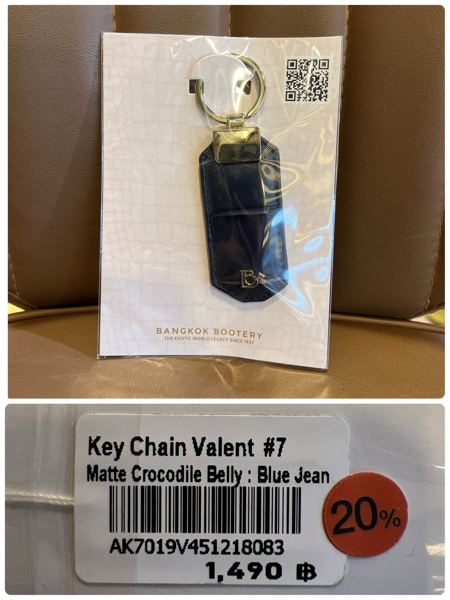 B
BANGKOK BOOTERY
THE EXOTIC WORLD LEGACY SINCE 1937
Key Chain Valent #7
Matte Crocodile Belly : Blue Jean
AK7019V451218083
1,490 ฿
20%